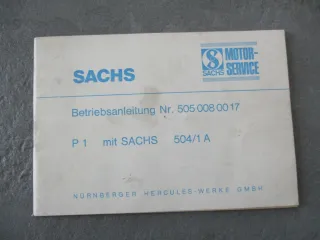 SACHS
SACHS
MOTOR-
SERVICE
Betriebsanleitung Nr. 505 008 00 17
P 1 mit SACHS 504/1 A
NÜRNBERGER HERCULES-WERKE GMBH